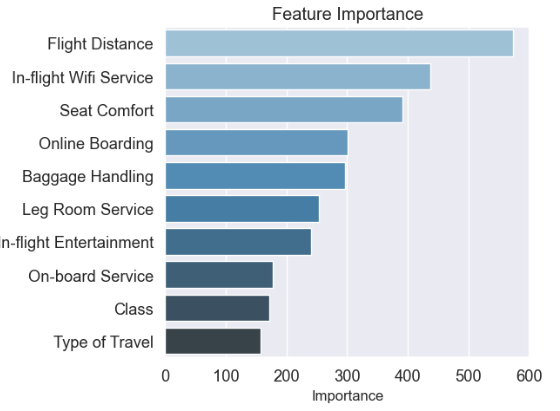 Feature Importance
Flight Distance
In-flight Wifi Service
Seat Comfort
Online Boarding
Baggage Handling
Leg Room Service
In-flight Entertainment
On-board Service
Class
Type of Travel
0 100 200 300 400 500 600
Importance